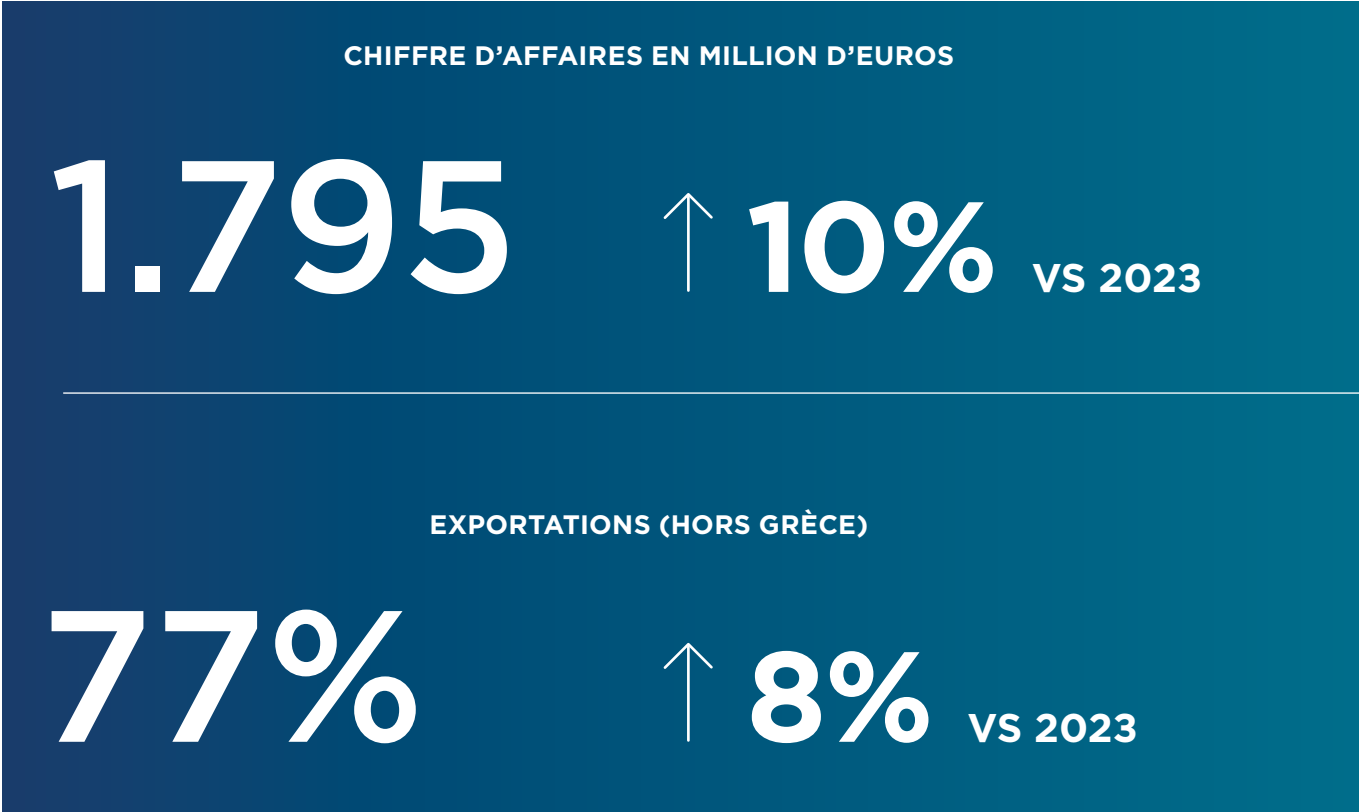 CHIFFRE D’AFFAIRES EN MILLION D’EUROS
1.795 ↑ 10% VS 2023
EXPORTATIONS (HORS GRÈCE)
77% ↑ 8% VS 2023